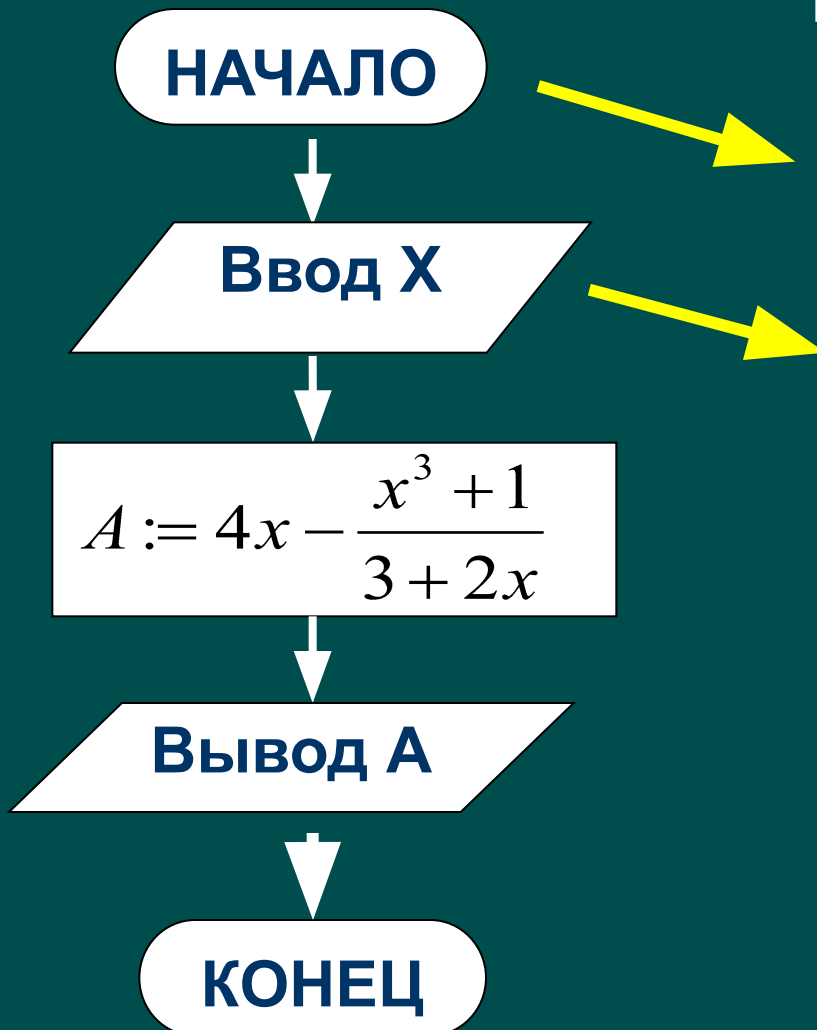 НАЧАЛО
Ввод X
A := 4x − (x³ + 1) / (3 + 2x)
Вывод А
КОНЕЦ